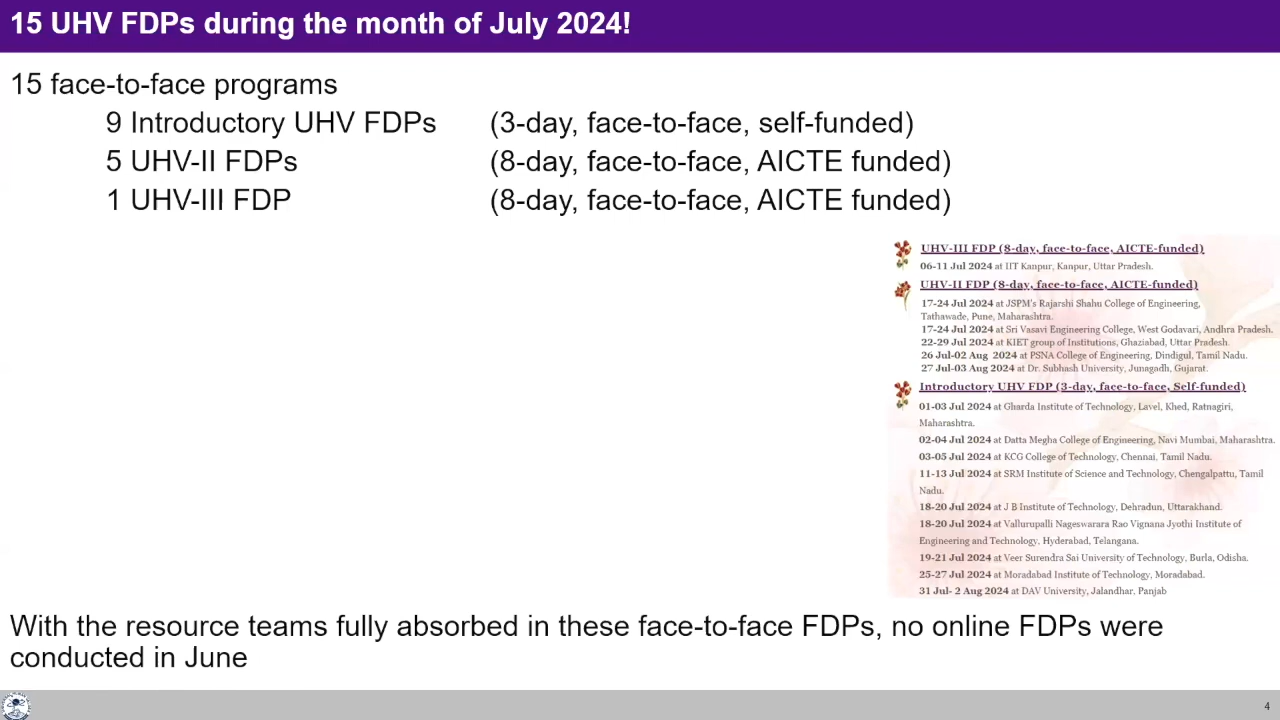 15 UHV FDPs during the month of July 2024!
15 face-to-face programs
9 Introductory UHV FDPs (3-day, face-to-face, self-funded)
5 UHV-II FDPs (8-day, face-to-face, AICTE funded)
1 UHV-III FDP (8-day, face-to-face, AICTE funded)
UHV-III FDP (8-day, face-to-face, AICTE-funded)
06-11 Jul 2024 at IIT Kanpur, Kanpur, Uttar Pradesh.
UHV-II FDP (8-day, face-to-face, AICTE-funded)
17-24 Jul 2024 at JSPM's Rajarshi Shahu College of Engineering,
Tathawade, Pune, Maharashtra.
17-24 Jul 2024 at Sri Vasavi Engineering College, West Godavari, Andhra Pradesh.
22-29 Jul 2024 at KIET group of Institutions, Ghaziabad, Uttar Pradesh.
26 Jul-02 Aug 2024 at PSNA College of Engineering, Dindigul, Tamil Nadu.
27 Jul-03 Aug 2024 at Dr. Subhash University, Junagadh, Gujarat.
Introductory UHV FDP (3-day, face-to-face, Self-funded)
01-03 Jul 2024 at Gharda Institute of Technology, Lavel, Khed, Ratnagiri,
Maharashtra.
02-04 Jul 2024 at Datta Megha College of Engineering, Navi Mumbai, Maharashtra.
03-05 Jul 2024 at KCG College of Technology, Chennai, Tamil Nadu.
11-13 Jul 2024 at SRM Institute of Science and Technology, Chengalpattu, Tamil
Nadu.
18-20 Jul 2024 at J B Institute of Technology, Dehradun, Uttarakhand.
18-20 Jul 2024 at Vallurupalli Nageswarara Rao Vignana Jyothi Institute of
Engineering and Technology, Hyderabad, Telangana.
19-21 Jul 2024 at Veer Surendra Sai University of Technology, Burla, Odisha.
25-27 Jul 2024 at Moradabad Institute of Technology, Moradabad.
31 Jul- 2 Aug 2024 at DAV University, Jalandhar, Panjab
With the resource teams fully absorbed in these face-to-face FDPs, no online FDPs were
conducted in June
4